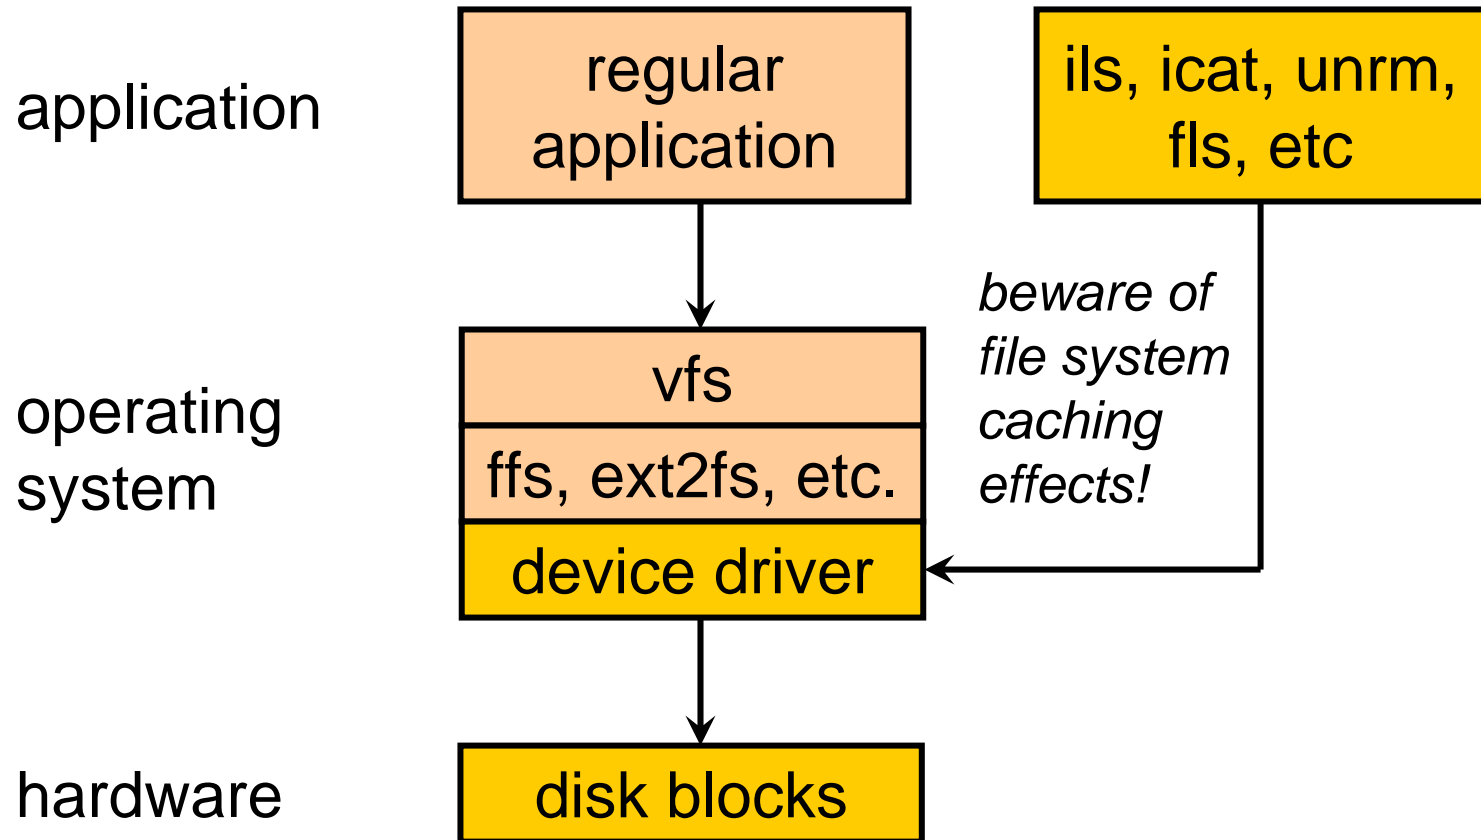 application
regular
application
ils, icat, unrm,
fls, etc
beware of
file system
caching
effects!
operating
system
vfs
ffs, ext2fs, etc.
device driver
hardware
disk blocks